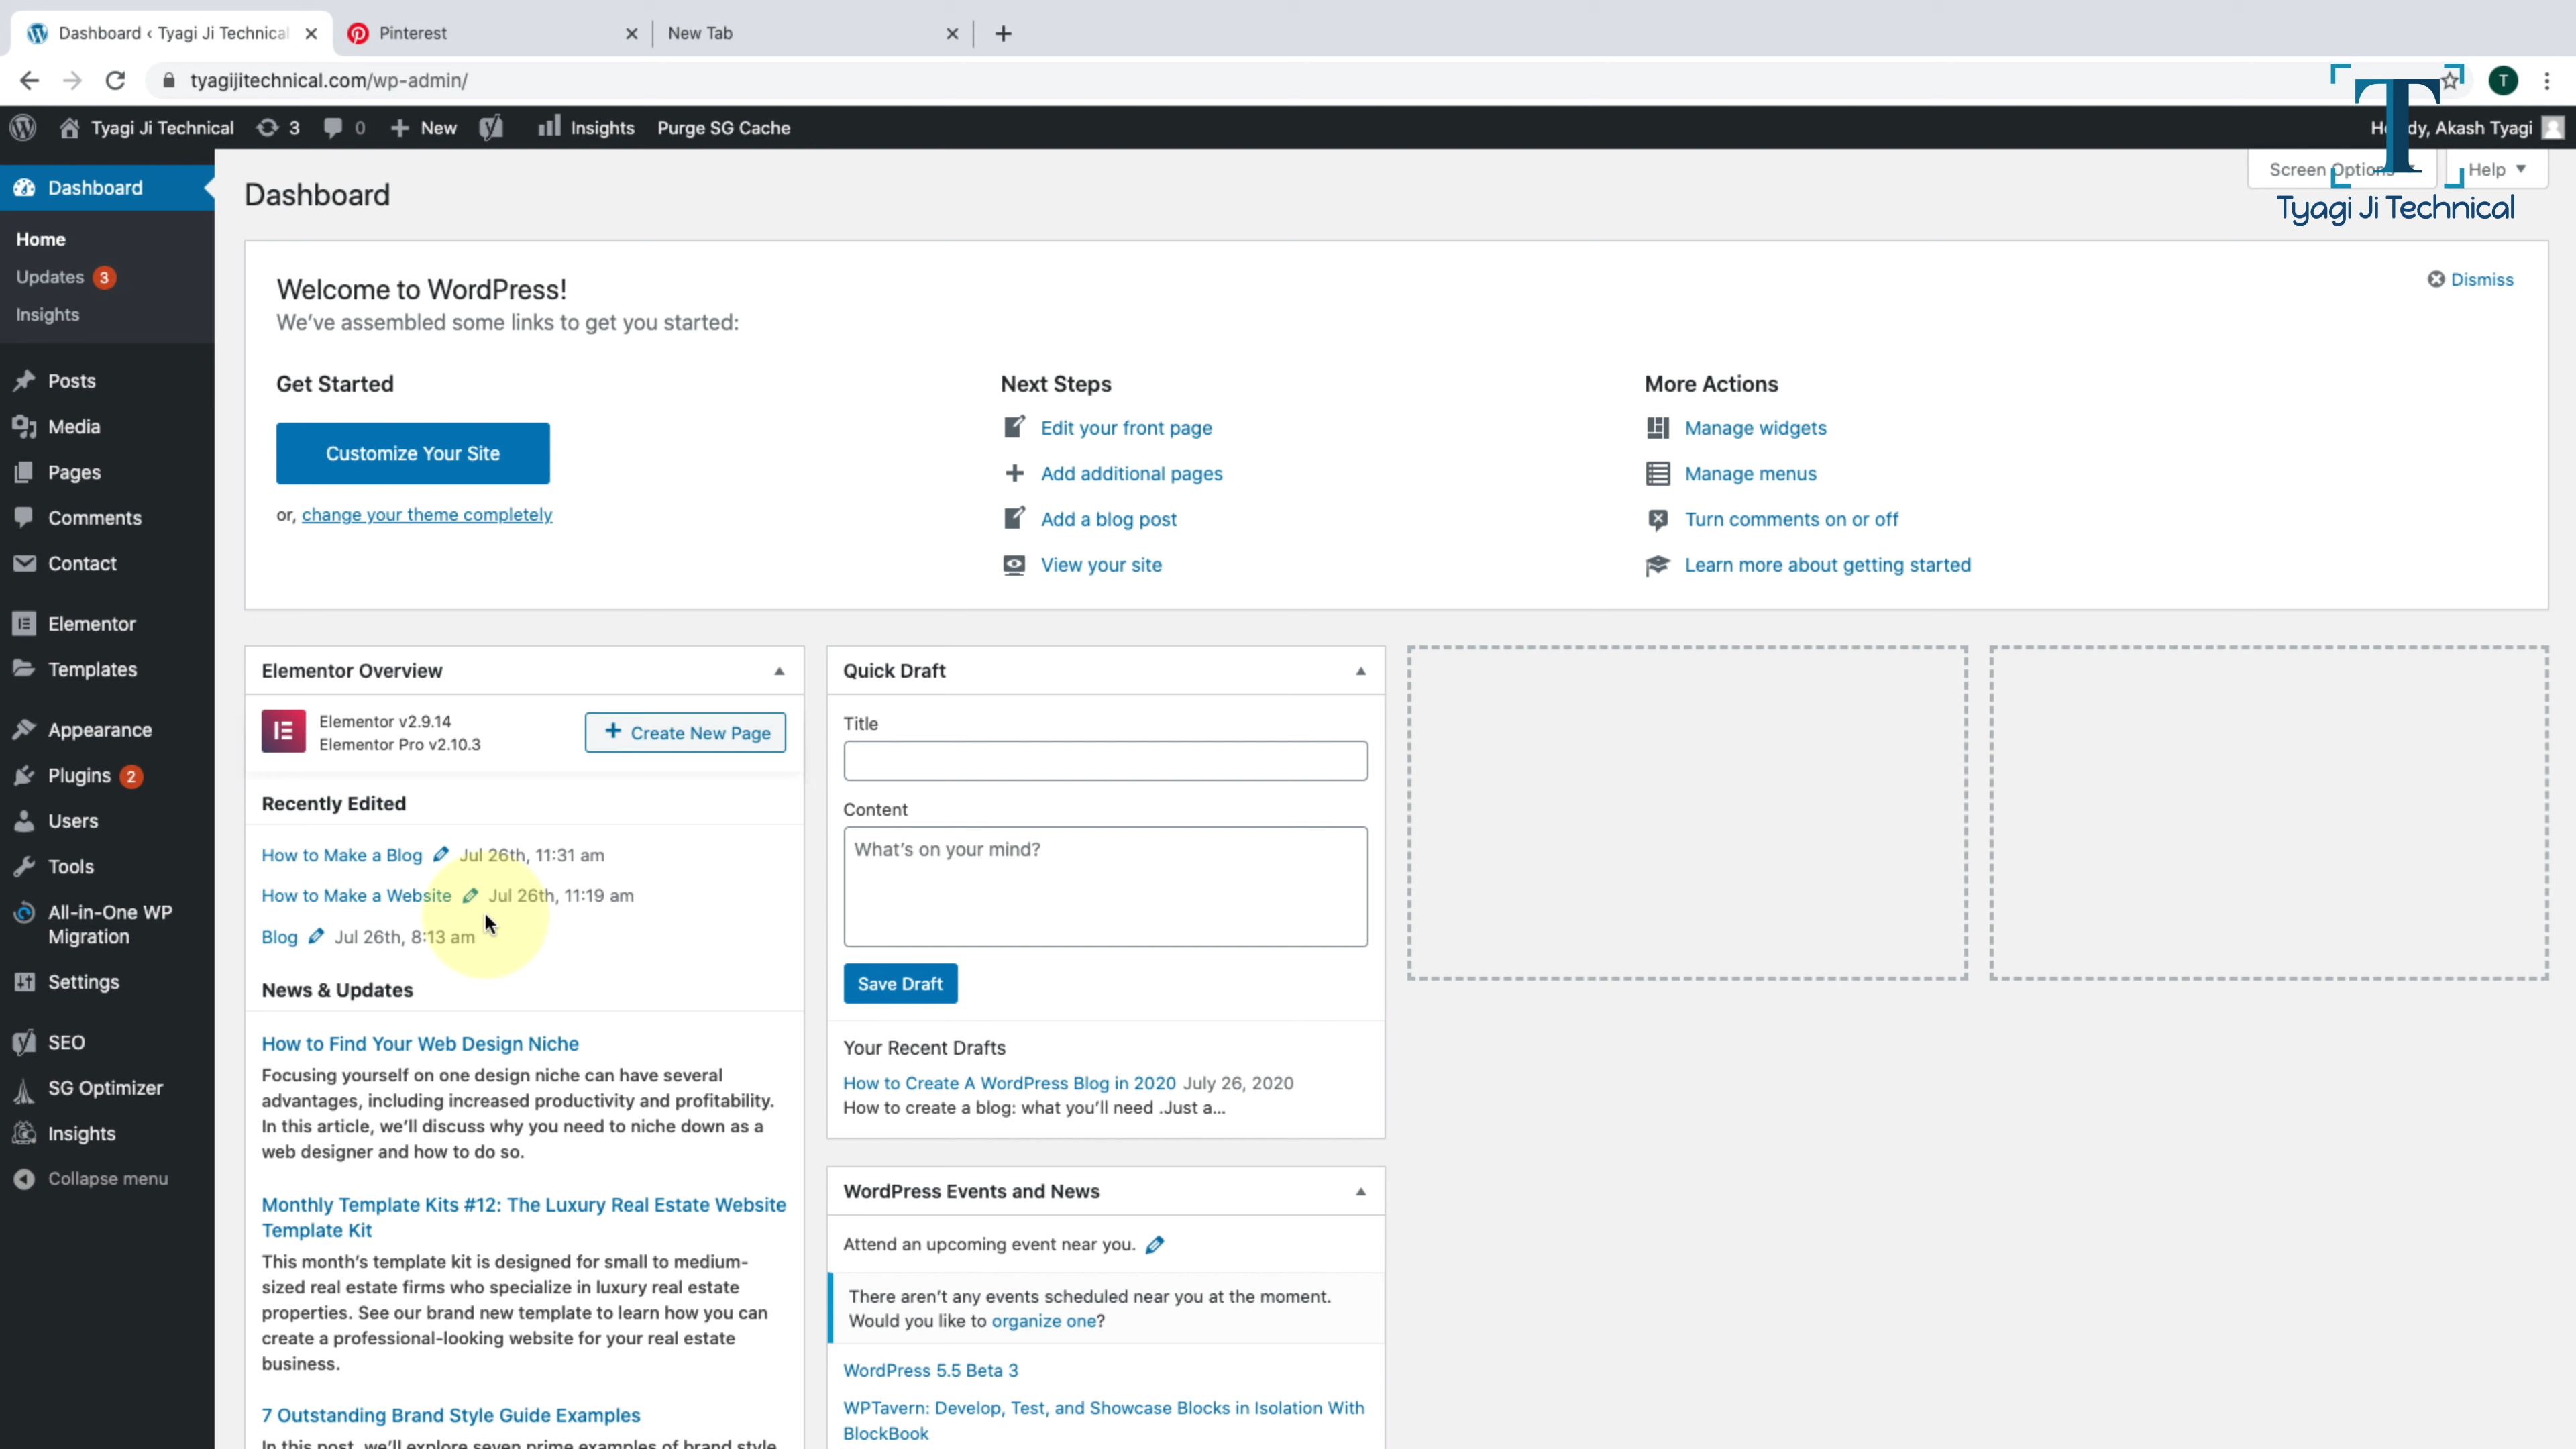 Dashboard ‹ Tyagi Ji Technical
Pinterest
New Tab
tyagijitechnical.com/wp-admin/
T
Tyagi Ji Technical
3
0
New
Insights
Purge SG Cache
Akash Tyagi
Screen Options
Help
T
Tyagi Ji Technical
Dashboard
Home
Updates 3
Insights
Posts
Media
Pages
Comments
Contact
Elementor
Templates
Appearance
Plugins 2
Users
Tools
All-in-One WP
Migration
Settings
SEO
SG Optimizer
Insights
Collapse menu
Dashboard
Welcome to WordPress!
We've assembled some links to get you started:
Dismiss
Get Started
Customize Your Site
or, change your theme completely
Next Steps
Edit your front page
Add additional pages
Add a blog post
View your site
More Actions
Manage widgets
Manage menus
Turn comments on or off
Learn more about getting started
Elementor Overview
Elementor v2.9.14
Elementor Pro v2.10.3
Create New Page
Recently Edited
How to Make a Blog Jul 26th, 11:31 am
How to Make a Website Jul 26th, 11:19 am
Blog Jul 26th, 8:13 am
News & Updates
How to Find Your Web Design Niche
Focusing yourself on one design niche can have several
advantages, including increased productivity and profitability.
In this article, we'll discuss why you need to niche down as a
web designer and how to do so.
Monthly Template Kits #12: The Luxury Real Estate Website
Template Kit
This month's template kit is designed for small to medium-
sized real estate firms who specialize in luxury real estate
properties. See our brand new template to learn how you can
create a professional-looking website for your real estate
business.
7 Outstanding Brand Style Guide Examples
In this post, we'll explore seven prime examples of brand style
Quick Draft
Title
Content
What's on your mind?
Save Draft
Your Recent Drafts
How to Create A WordPress Blog in 2020 July 26, 2020
How to create a blog: what you'll need .Just a…
WordPress Events and News
Attend an upcoming event near you.
There aren't any events scheduled near you at the moment.
Would you like to organize one?
WordPress 5.5 Beta 3
WPTavern: Develop, Test, and Showcase Blocks in Isolation With
BlockBook